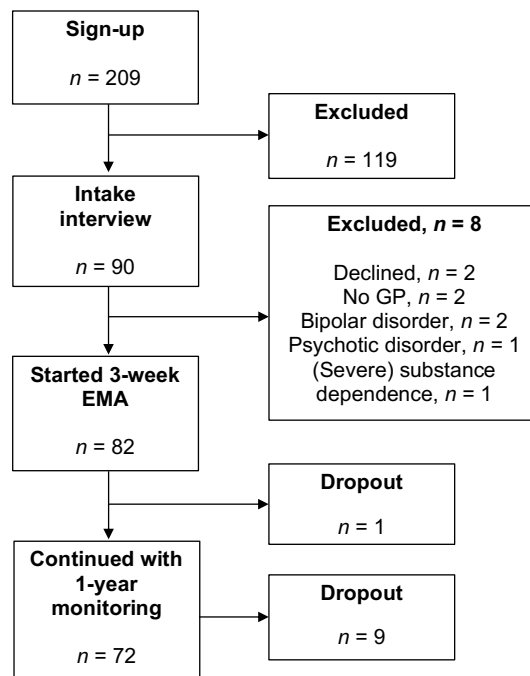 Sign-up
n = 209
Excluded
n = 119
Intake
interview
n = 90
Excluded, n = 8
Declined, n = 2
No GP, n = 2
Bipolar disorder, n = 2
Psychotic disorder, n = 1
(Severe) substance
dependence, n = 1
Started 3-week
EMA
n = 82
Dropout
n = 1
Continued with
1-year
monitoring
n = 72
Dropout
n = 9